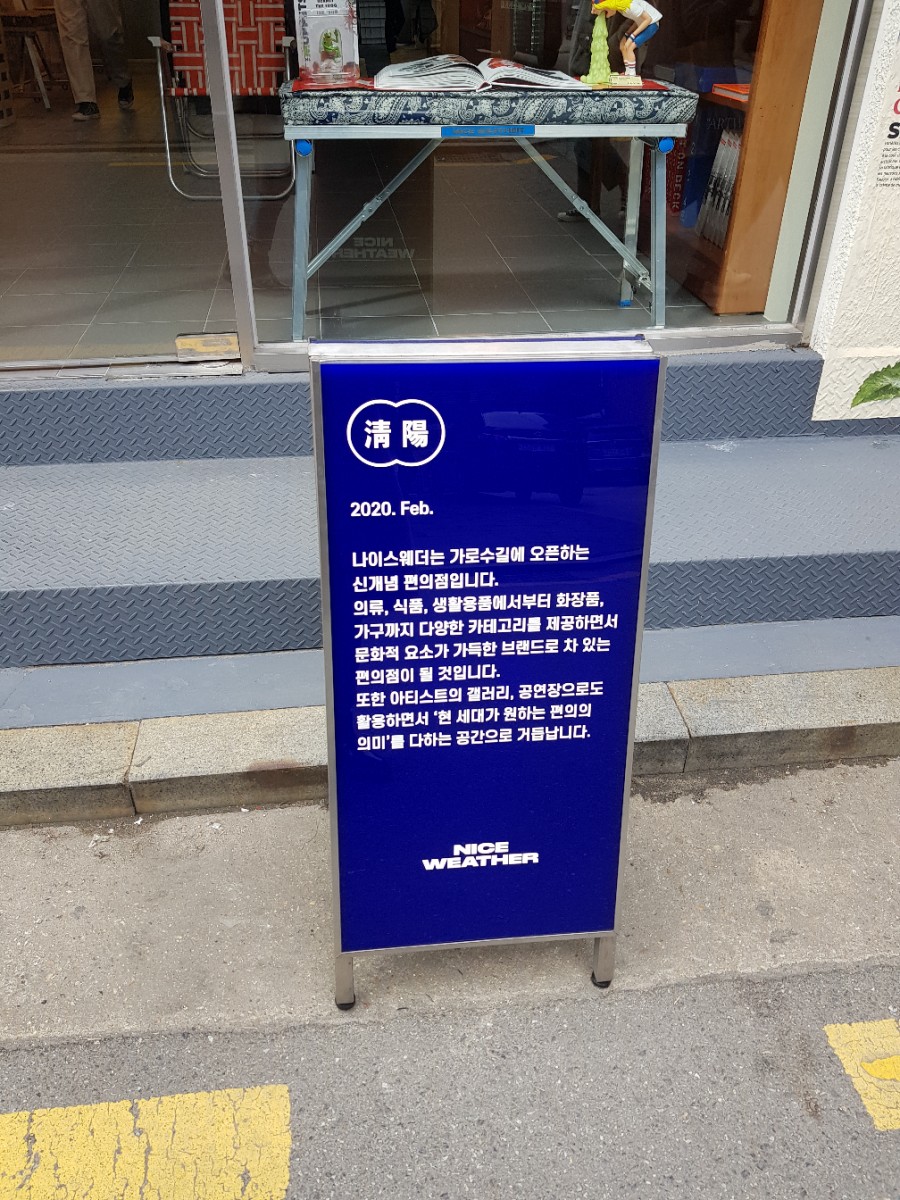 淸陽
2020. Feb.
나이스웨더는 가로수길에 오픈하는
신개념 편의점입니다.
의류, 식품, 생활용품에서부터 화장품,
가구까지 다양한 카테고리를 제공하면서
문화적 요소가 가득한 브랜드로 차 있는
편의점이 될 것입니다.
또한 아티스트의 갤러리, 공연장으로도
활용하면서 ‘현 세대가 원하는 편의의
의미’를 다하는 공간으로 거듭납니다.
NICE
WEATHER
NICE
WEATHER